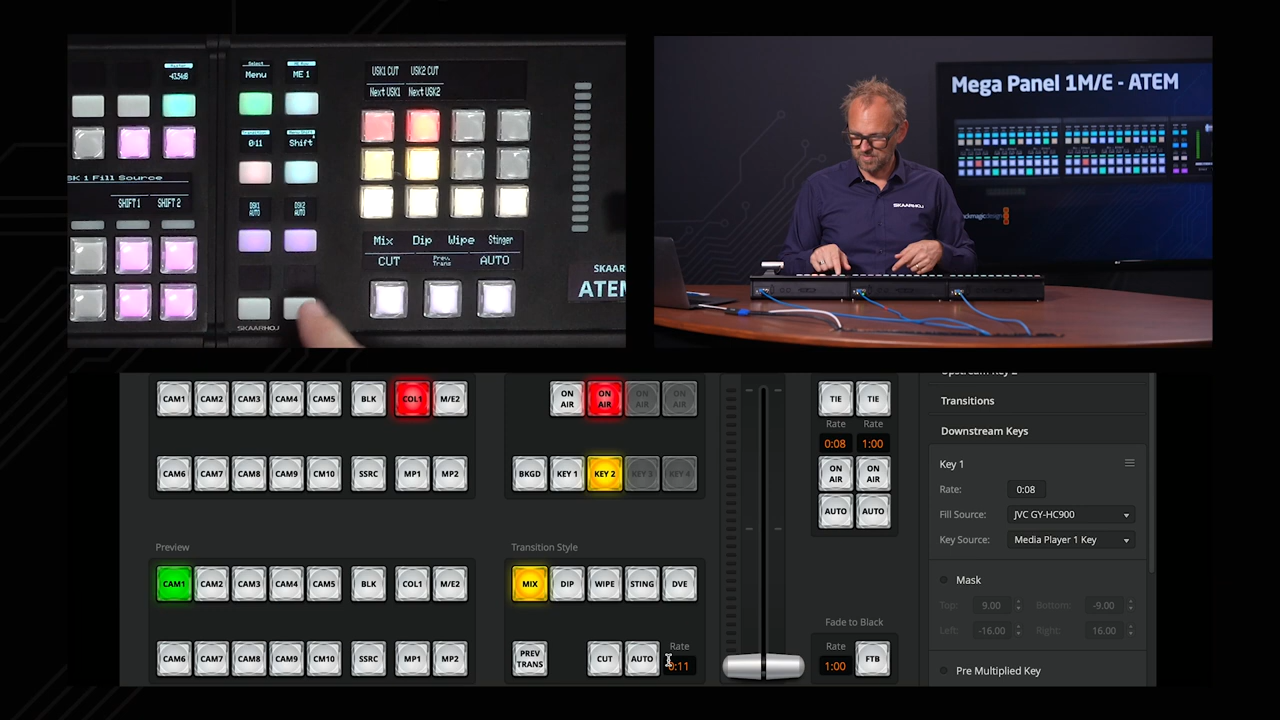 Select
Menu
ME 1
-43.54dB
0:11
Shift
SK 1 Fill Source
SHIFT 1 SHIFT 2
DSK1 AUTO
DSK2 AUTO
SKAARHOJ
USK1 CUT USK2 CUT
Next USK1 Next USK2
Mix Dip Wipe Stinger
CUT Prev. Trans AUTO
SKAAR
ATEM
Mega Panel 1M/E - ATEM
SKAARHOJ
ckmagicdesign
CAM1 CAM2 CAM3 CAM4 CAM5 BLK COL1 M/E2
CAM6 CAM7 CAM8 CAM9 CM10 SSRC MP1 MP2
ON AIR ON AIR ON AIR ON AIR
BKGD KEY 1 KEY 2 KEY 3 KEY 4
Preview
CAM1 CAM2 CAM3 CAM4 CAM5 BLK COL1 M/E2
CAM6 CAM7 CAM8 CAM9 CM10 SSRC MP1 MP2
Transition Style
MIX DIP WIPE STING DVE
Rate
PREV TRANS CUT AUTO 0:11
TIE TIE
Rate Rate
0:08 1:00
ON AIR ON AIR
AUTO AUTO
Fade to Black
Rate
1:00 FTB
Upstream Key 2
Transitions
Downstream Keys
Key 1
Rate: 0:08
Fill Source: JVC GY-HC900
Key Source: Media Player 1 Key
Mask
Top: 9.00 Bottom: -9.00
Left: -16.00 Right: 16.00
Pre Multiplied Key